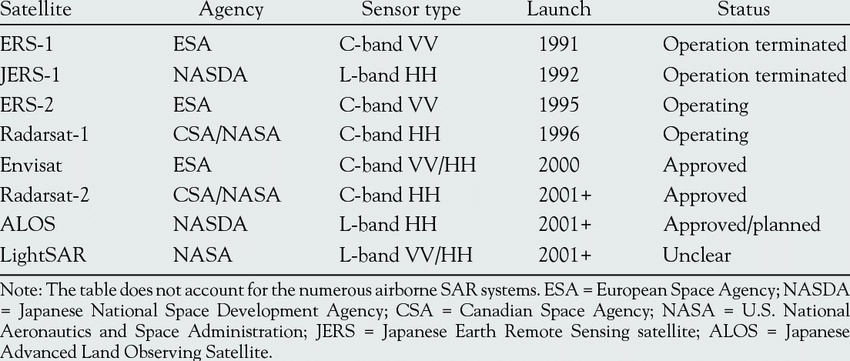 Satellite Agency Sensor type Launch Status
ERS-1 ESA C-band VV 1991 Operation terminated
JERS-1 NASDA L-band HH 1992 Operation terminated
ERS-2 ESA C-band VV 1995 Operating
Radarsat-1 CSA/NASA C-band HH 1996 Operating
Envisat ESA C-band VV/HH 2000 Approved
Radarsat-2 CSA/NASA C-band HH 2001+ Approved
ALOS NASDA L-band HH 2001+ Approved/planned
LightSAR NASA L-band VV/HH 2001+ Unclear
Note: The table does not account for the numerous airborne SAR systems. ESA = European Space Agency; NASDA
= Japanese National Space Development Agency; CSA = Canadian Space Agency; NASA = U.S. National
Aeronautics and Space Administration; JERS = Japanese Earth Remote Sensing satellite; ALOS = Japanese
Advanced Land Observing Satellite.